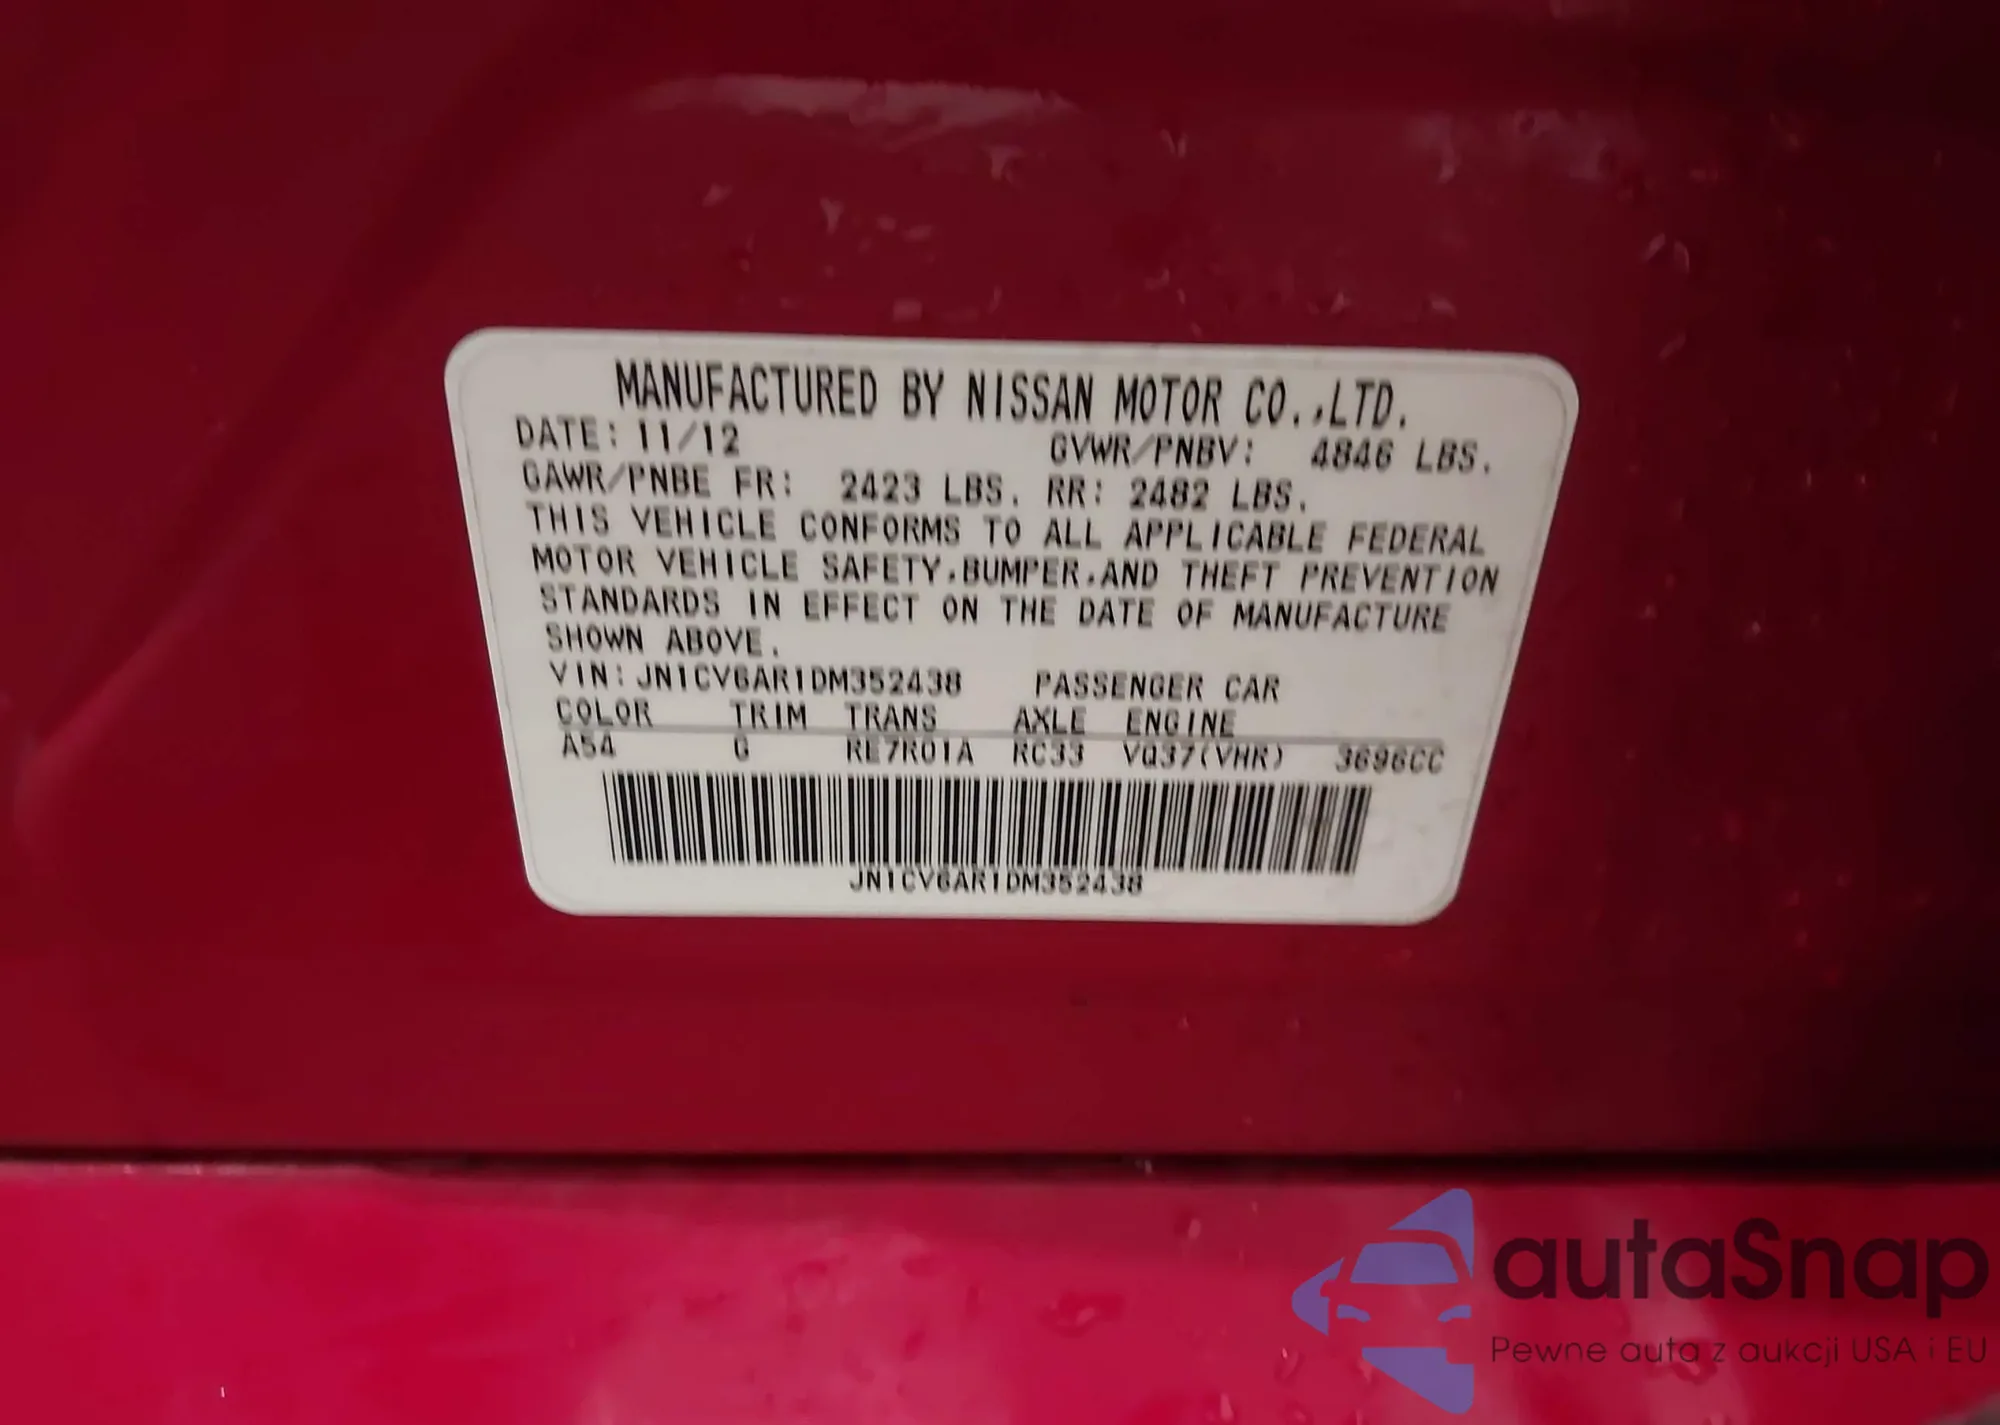 MANUFACTURED BY NISSAN MOTOR CO.,LTD.
DATE: 11/12 GVWR/PNBV: 4846 LBS.
GAWR/PNBE FR: 2423 LBS. RR: 2482 LBS.
THIS VEHICLE CONFORMS TO ALL APPLICABLE FEDERAL
MOTOR VEHICLE SAFETY,BUMPER,AND THEFT PREVENTION
STANDARDS IN EFFECT ON THE DATE OF MANUFACTURE
SHOWN ABOVE.
VIN: JN1CV6AR1DM352438 PASSENGER CAR
COLOR TRIM TRANS AXLE ENGINE
A54 G RE7R01A RC33 VQ37(VHR) 3696CC
JN1CV6AR1DM352438
autaSnap
Pewne auta z aukcji USA i EU